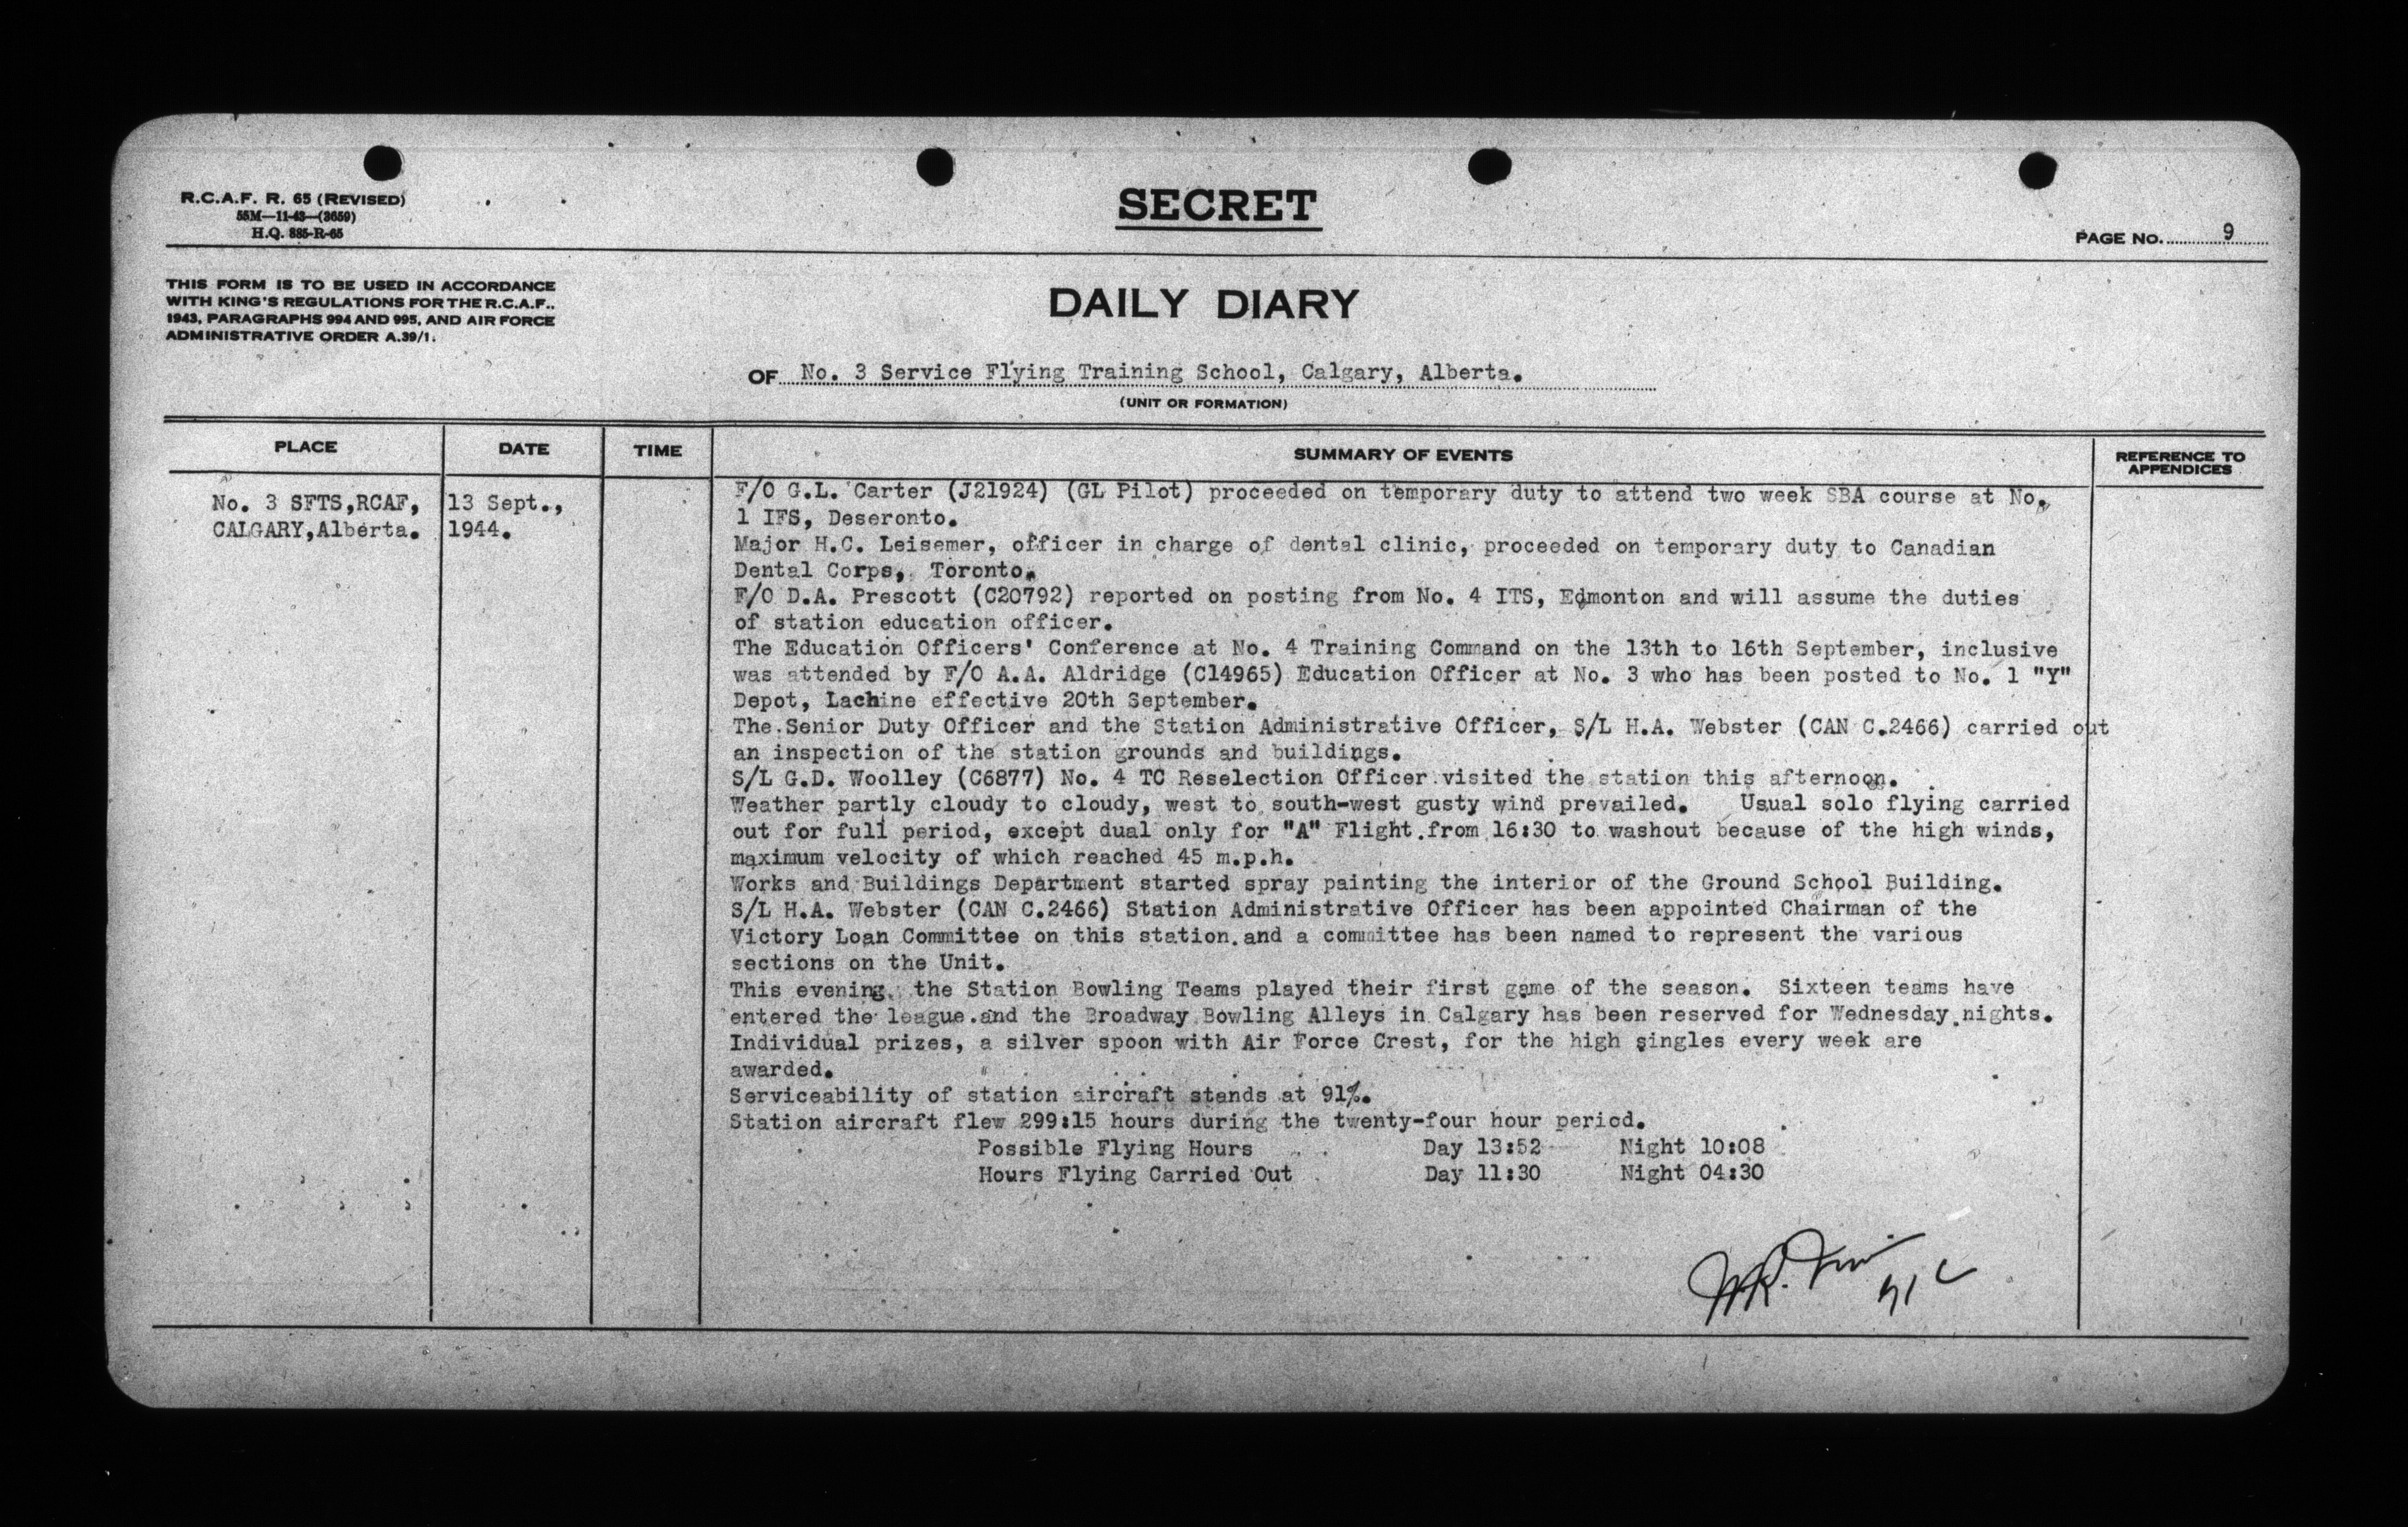 R.C.A.F. R. 65 (REVISED)
55M—11-43—(3659)
H.Q. 885-R-65
SECRET
PAGE NO. 9
THIS FORM IS TO BE USED IN ACCORDANCE
WITH KING'S REGULATIONS FOR THE R.C.A.F.,
1943, PARAGRAPHS 994 AND 995, AND AIR FORCE
ADMINISTRATIVE ORDER A.39/1.
DAILY DIARY
OF No. 3 Service Flying Training School, Calgary, Alberta.
(UNIT OR FORMATION)
PLACE DATE TIME SUMMARY OF EVENTS REFERENCE TO APPENDICES
No. 3 SFTS,RCAF,
CALGARY,Alberta.
13 Sept.,
1944.
F/O G.L. Carter (J21924) (GL Pilot) proceeded on temporary duty to attend two week SBA course at No.
1 IFS, Deseronto.
Major H.C. Leisemer, officer in charge of dental clinic, proceeded on temporary duty to Canadian
Dental Corps, Toronto.
F/O D.A. Prescott (C20792) reported on posting from No. 4 ITS, Edmonton and will assume the duties
of station education officer.
The Education Officers' Conference at No. 4 Training Command on the 13th to 16th September, inclusive
was attended by F/O A.A. Aldridge (C14965) Education Officer at No. 3 who has been posted to No. 1 "Y"
Depot, Lachine effective 20th September.
The Senior Duty Officer and the Station Administrative Officer, S/L H.A. Webster (CAN C.2466) carried out
an inspection of the station grounds and buildings.
S/L G.D. Woolley (C6877) No. 4 TC Reselection Officer visited the station this afternoon.
Weather partly cloudy to cloudy, west to south-west gusty wind prevailed. Usual solo flying carried
out for full period, except dual only for "A" Flight from 16:30 to washout because of the high winds,
maximum velocity of which reached 45 m.p.h.
Works and Buildings Department started spray painting the interior of the Ground School Building.
S/L H.A. Webster (CAN C.2466) Station Administrative Officer has been appointed Chairman of the
Victory Loan Committee on this station and a committee has been named to represent the various
sections on the Unit.
This evening, the Station Bowling Teams played their first game of the season. Sixteen teams have
entered the league and the Broadway Bowling Alleys in Calgary has been reserved for Wednesday nights.
Individual prizes, a silver spoon with Air Force Crest, for the high singles every week are
awarded.
Serviceability of station aircraft stands at 91%.
Station aircraft flew 299:15 hours during the twenty-four hour period.
Possible Flying Hours Day 13:52 Night 10:08
Hours Flying Carried Out Day 11:30 Night 04:30